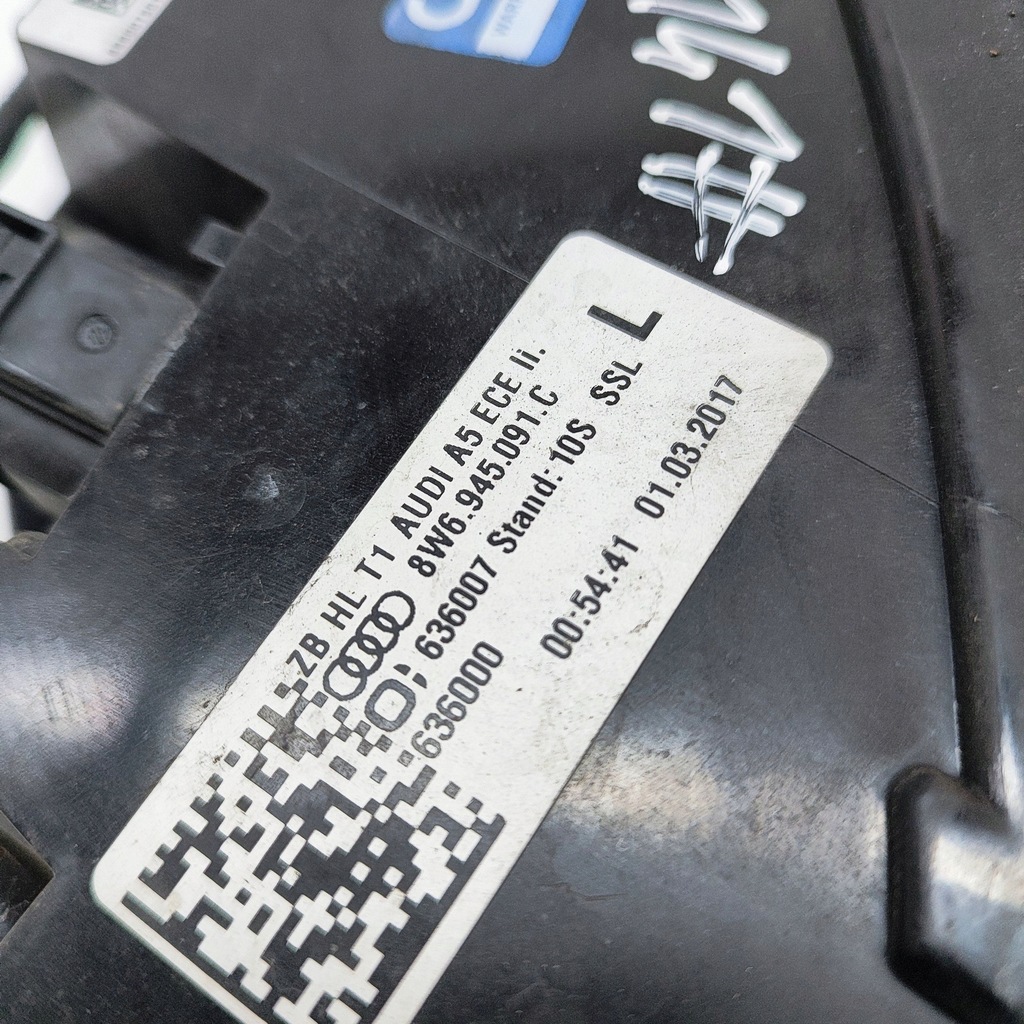 141#
ZB HL T1 AUDI A5 ECE li.
8W6.945.091.C
636007 Stand: 10S SSL L
636000
00:54:41 01.03.2017